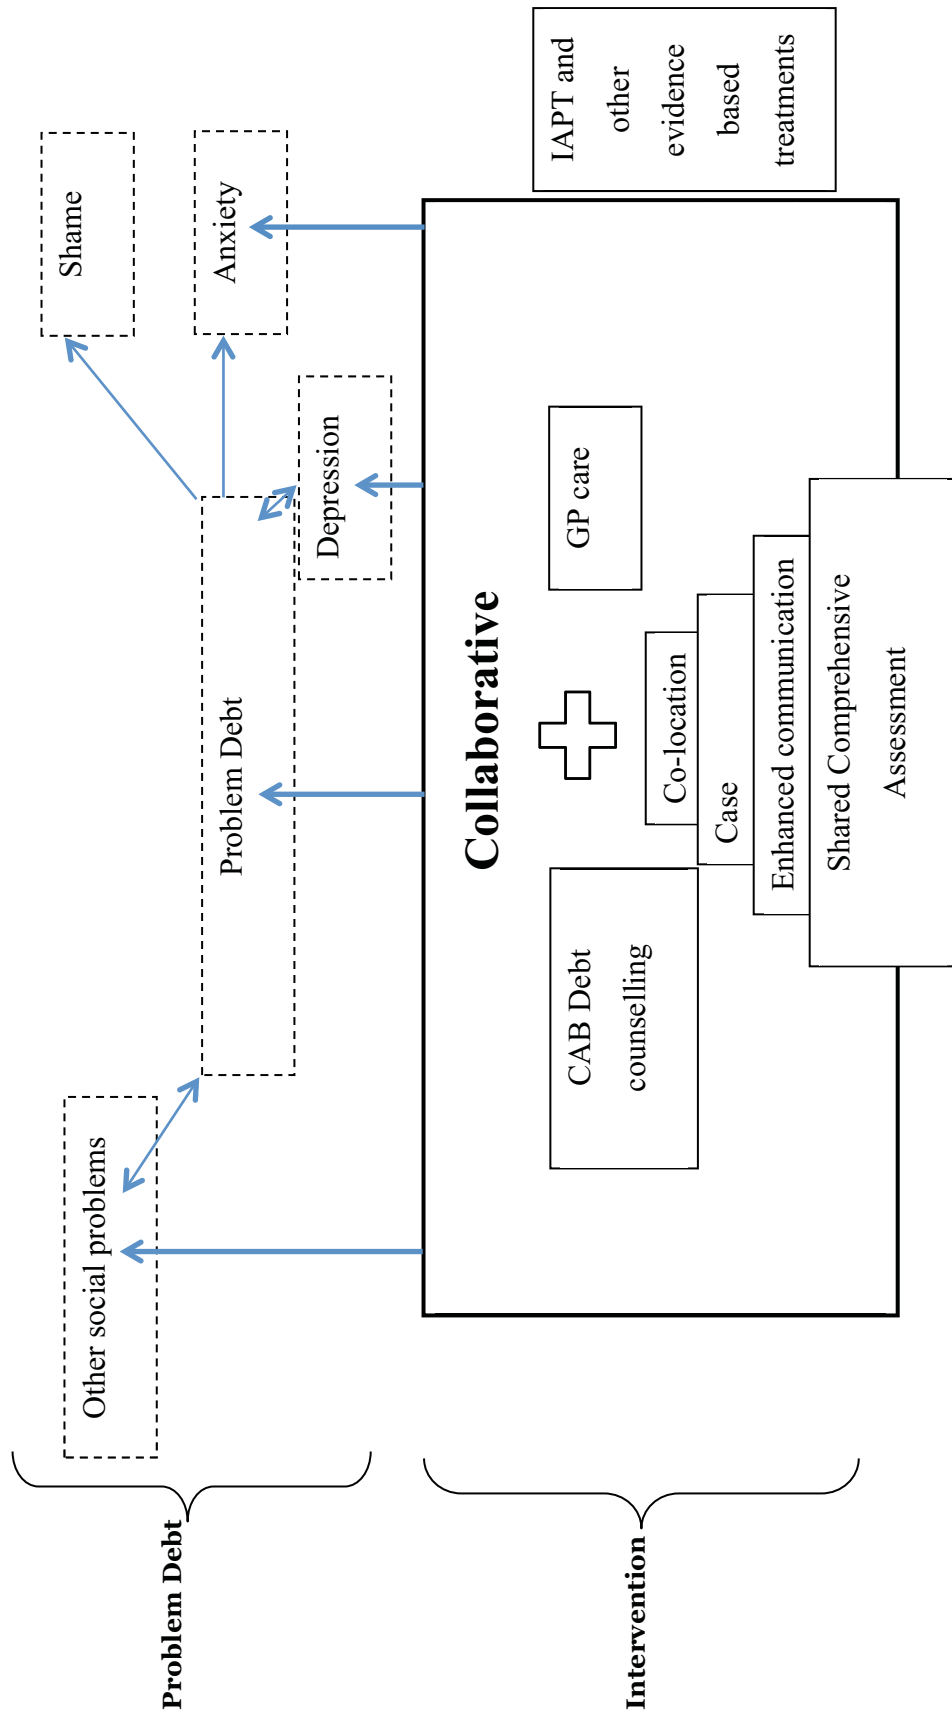 Problem Debt
Other social problems
Problem Debt
Depression
Shame
Anxiety
Intervention
Collaborative
CAB Debt
counselling
GP care
Co-location
Case
Enhanced communication
Shared Comprehensive
Assessment
IAPT and
other
evidence
based
treatments